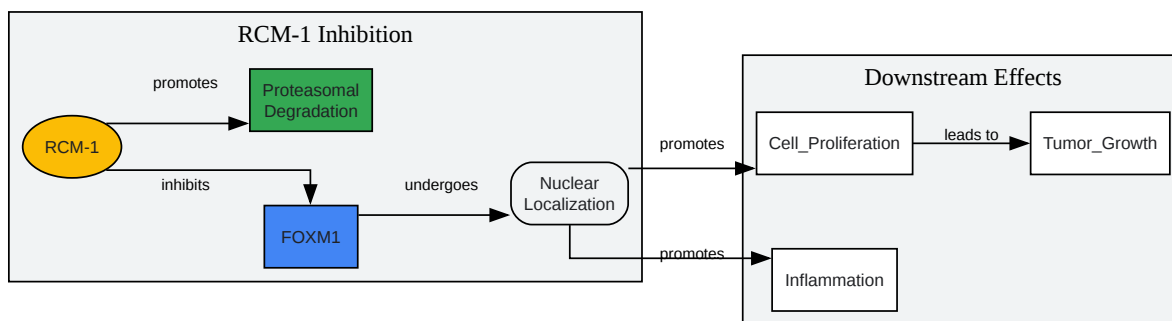 RCM-1 Inhibition
promotes
Proteasomal
Degradation
RCM-1
inhibits
FOXM1
undergoes
Nuclear
Localization
promotes
promotes
Downstream Effects
Cell_Proliferation
leads to
Tumor_Growth
Inflammation